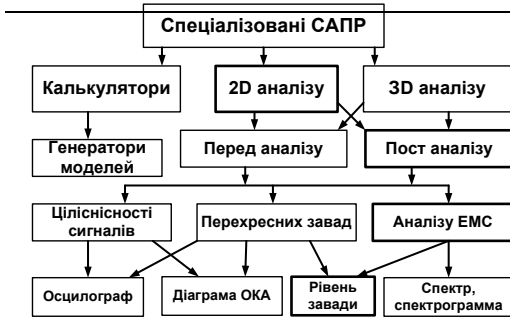 Спеціалізовані САПР
Калькулятори
2D аналізу
3D аналізу
Генератори
моделей
Перед аналізу
Пост аналізу
Цілісніcності
сигналів
Перехресних завад
Аналізу ЕМС
Осцилограф
Діаграма ОКА
Рівень
завади
Спектр,
спектрограмма